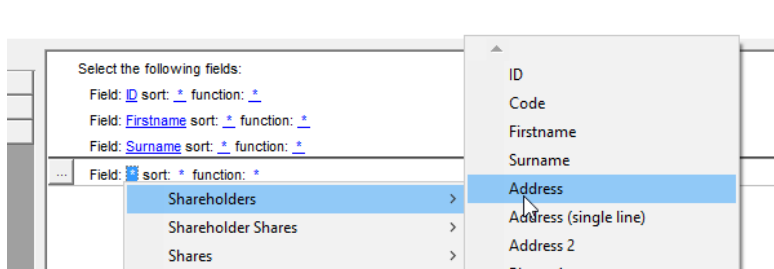 Select the following fields:
Field: ID sort: * function: *
Field: Firstname sort: * function: *
Field: Surname sort: * function: *
... Field: * sort: * function: *
Shareholders
Shareholder Shares
Shares
ID
Code
Firstname
Surname
Address
Address (single line)
Address 2